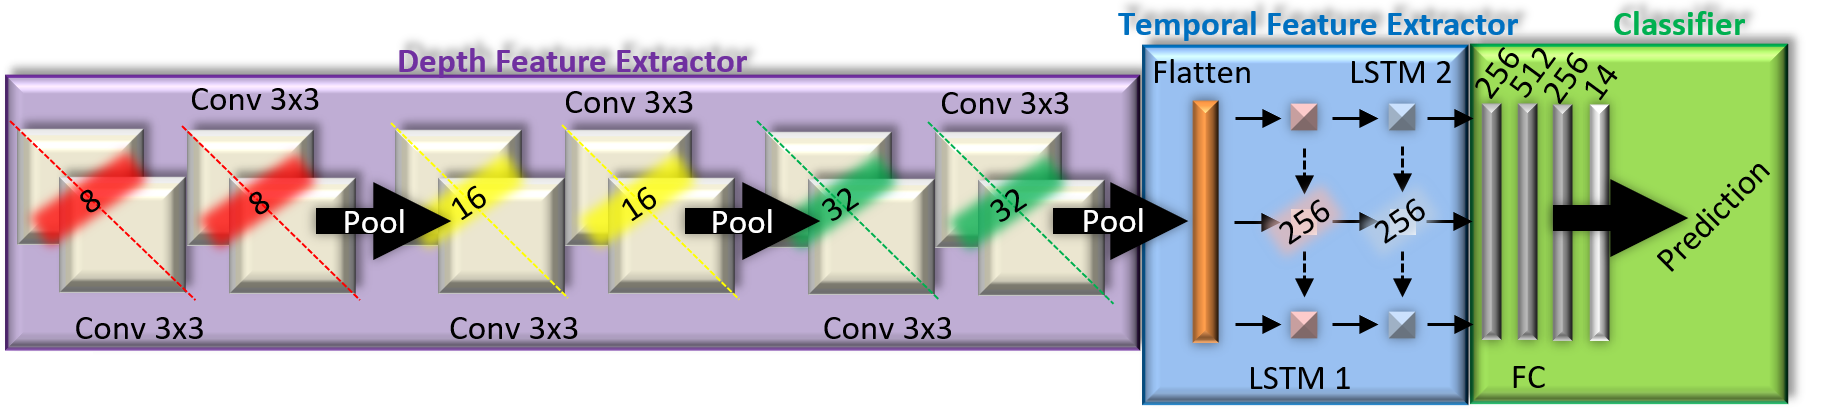 Depth Feature Extractor
Conv 3x3
Conv 3x3
Conv 3x3
8
8
Pool
16
16
Pool
32
32
Pool
Conv 3x3
Conv 3x3
Conv 3x3
Temporal Feature Extractor
Flatten
LSTM 2
256
256
LSTM 1
Classifier
256
512
256
14
Prediction
FC